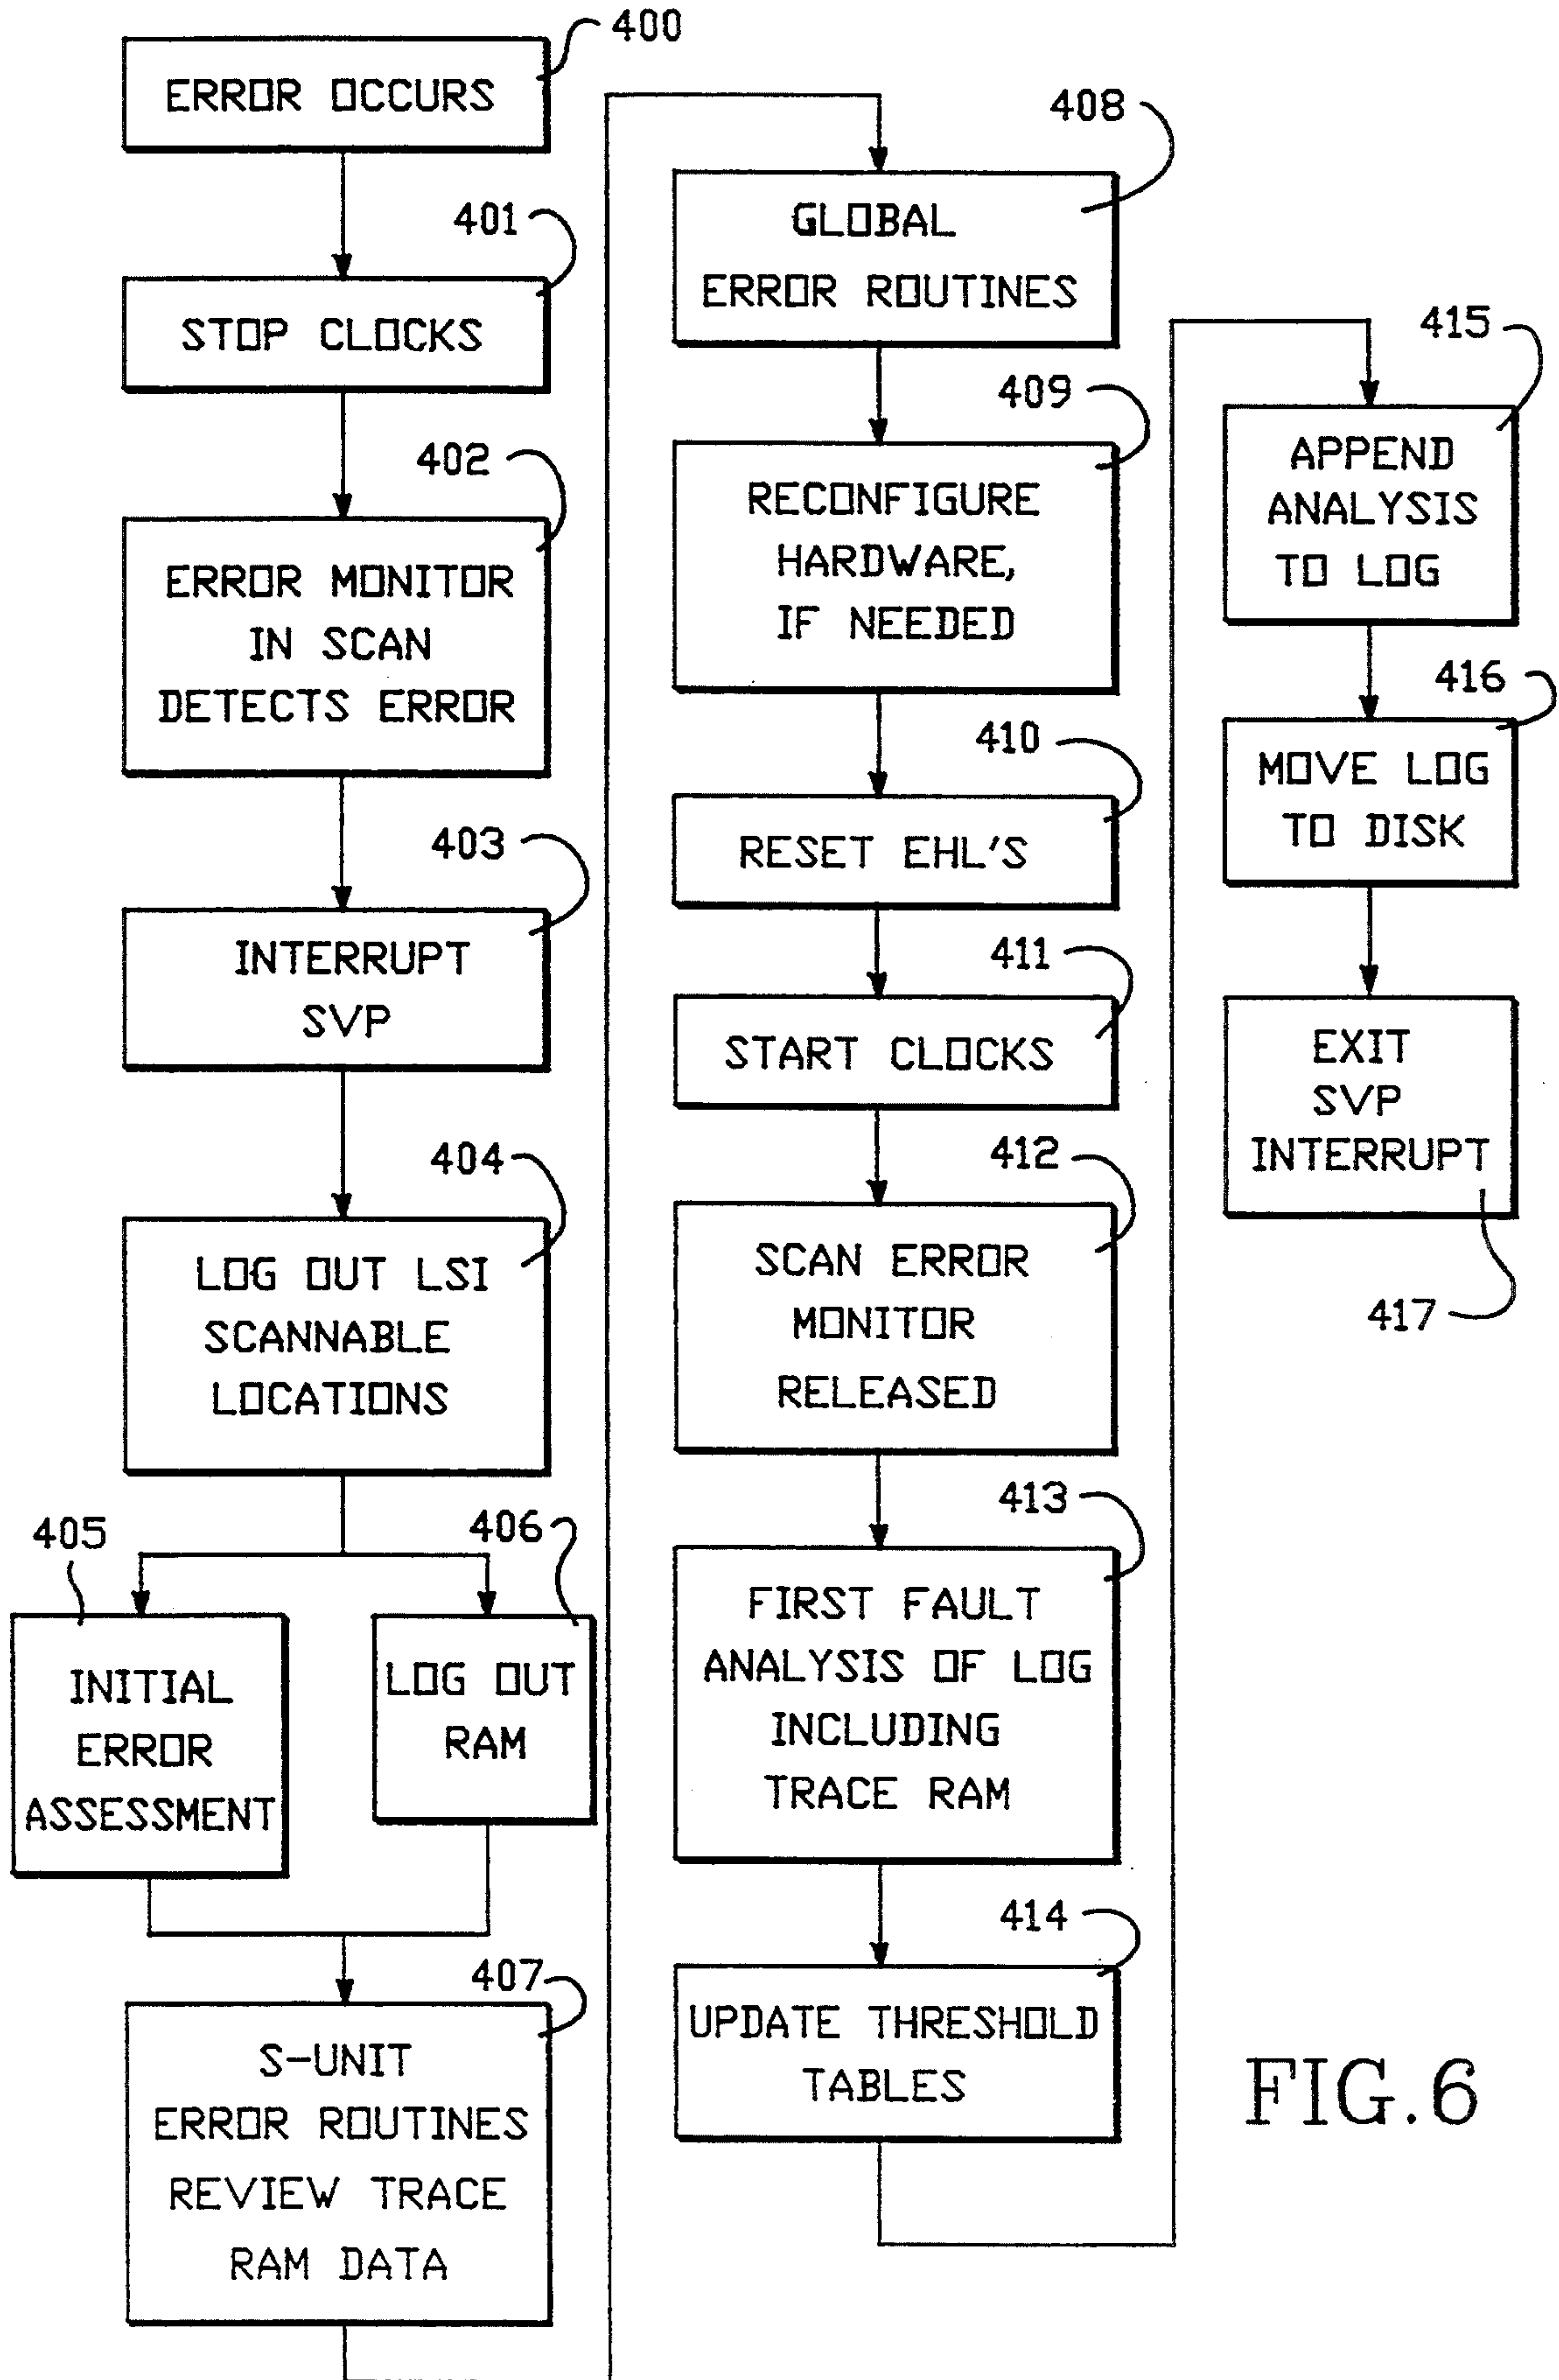 400
ERROR OCCURS
401
STOP CLOCKS
402
ERROR MONITOR
IN SCAN
DETECTS ERROR
403
INTERRUPT
SVP
404
LOG OUT LSI
SCANNABLE
LOCATIONS
405
INITIAL
ERROR
ASSESSMENT
406
LOG OUT
RAM
407
S-UNIT
ERROR ROUTINES
REVIEW TRACE
RAM DATA
408
GLOBAL
ERROR ROUTINES
409
RECONFIGURE
HARDWARE,
IF NEEDED
410
RESET EHL'S
411
START CLOCKS
412
SCAN ERROR
MONITOR
RELEASED
413
FIRST FAULT
ANALYSIS OF LOG
INCLUDING
TRACE RAM
414
UPDATE THRESHOLD
TABLES
415
APPEND
ANALYSIS
TO LOG
416
MOVE LOG
TO DISK
EXIT
SVP
INTERRUPT
417
FIG.6